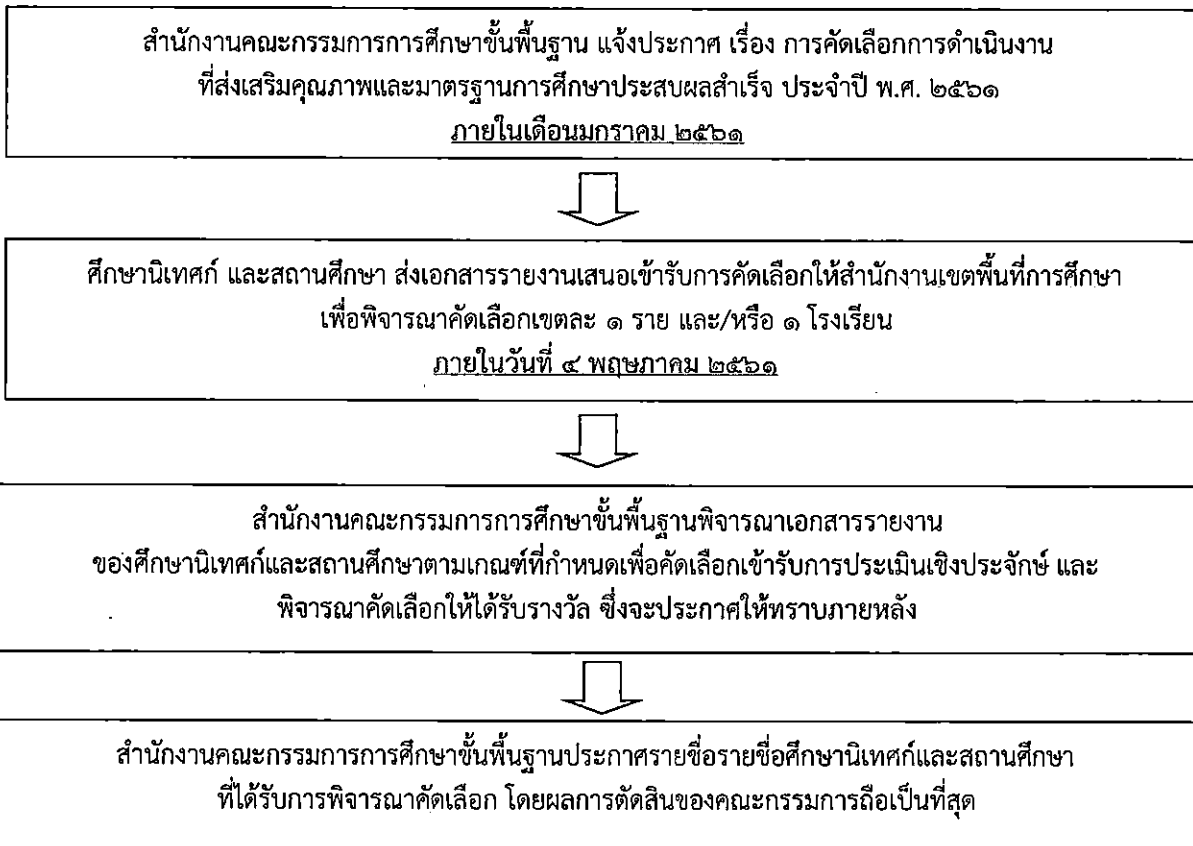 สำนักงานคณะกรรมการการศึกษาขั้นพื้นฐาน แจ้งประกาศ เรื่อง การคัดเลือกการดำเนินงาน
ที่ส่งเสริมคุณภาพและมาตรฐานการศึกษาประสบผลสำเร็จ ประจำปี พ.ศ. ๒๕๖๑
ภายในเดือนมกราคม ๒๕๖๑
ศึกษานิเทศก์ และสถานศึกษา ส่งเอกสารรายงานเสนอเข้ารับการคัดเลือกให้สำนักงานเขตพื้นที่การศึกษา
เพื่อพิจารณาคัดเลือกเขตละ ๑ ราย และ/หรือ ๑ โรงเรียน
ภายในวันที่ ๔ พฤษภาคม ๒๕๖๑
สำนักงานคณะกรรมการการศึกษาขั้นพื้นฐานพิจารณาเอกสารรายงาน
ของศึกษานิเทศก์และสถานศึกษาตามเกณฑ์ที่กำหนดเพื่อคัดเลือกเข้ารับการประเมินเชิงประจักษ์ และ
พิจารณาคัดเลือกให้ได้รับรางวัล ซึ่งจะประกาศให้ทราบภายหลัง
สำนักงานคณะกรรมการการศึกษาขั้นพื้นฐานประกาศรายชื่อรายชื่อศึกษานิเทศก์และสถานศึกษา
ที่ได้รับการพิจารณาคัดเลือก โดยผลการตัดสินของคณะกรรมการถือเป็นที่สุด